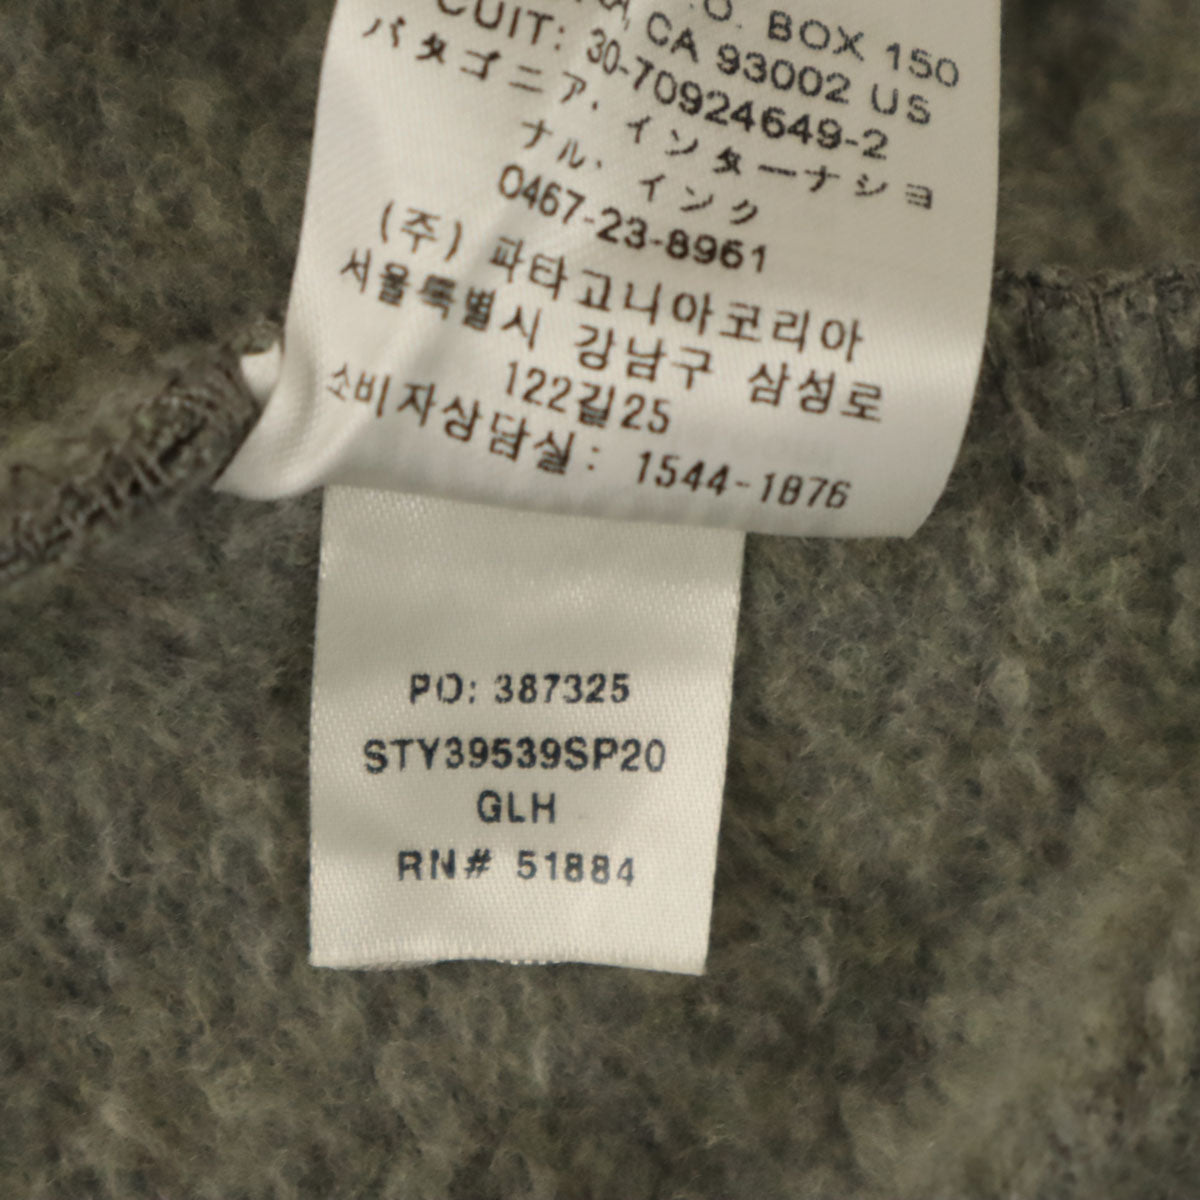 .O. BOX 150
CA 93002 US
CUIT: 30-70924649-2
パタゴニア. インターナショ
ナル. インク
0467-23-8961
(주) 파타고니아코리아
서울특별시 강남구 삼성로
122길25
소비자상담실: 1544-1876
PO: 387325
STY39539SP20
GLH
RN# 51884